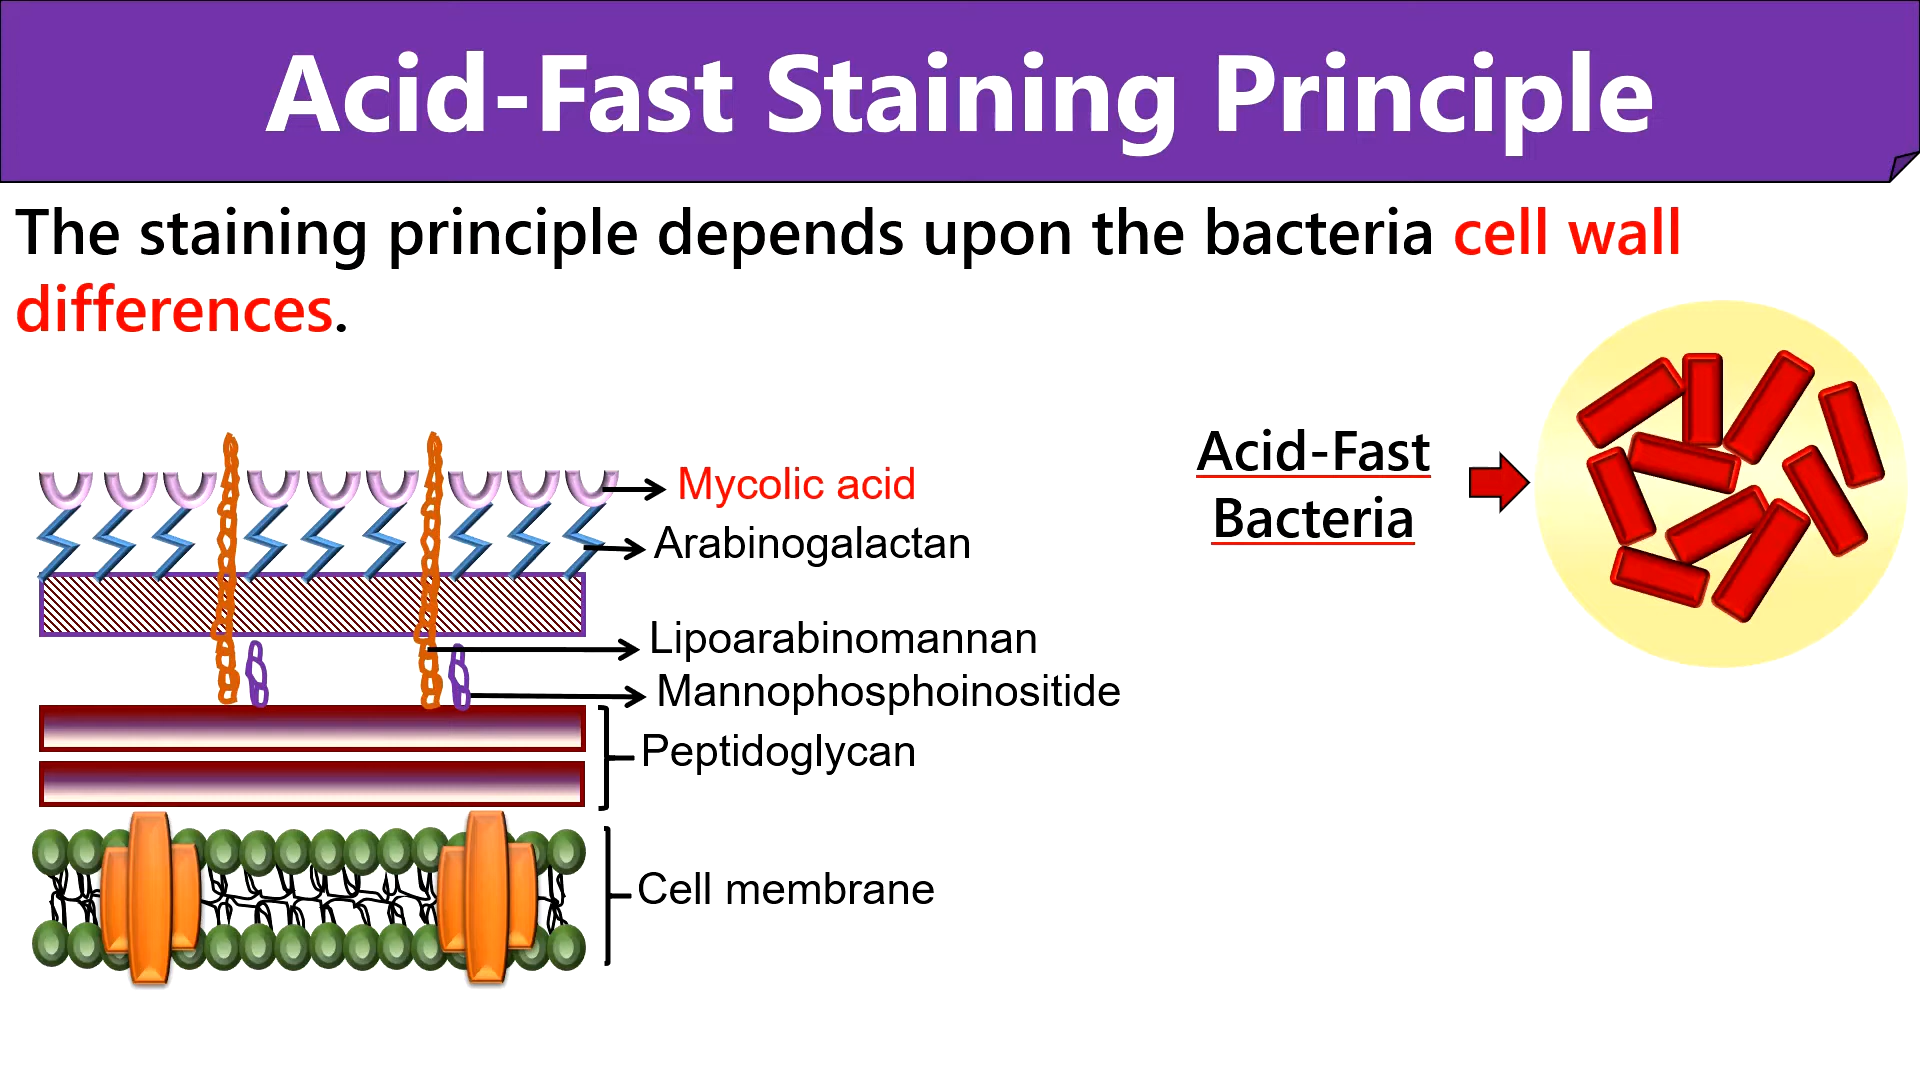 Acid-Fast Staining Principle
The staining principle depends upon the bacteria cell wall
differences.
Mycolic acid
Arabinogalactan
Lipoarabinomannan
Mannophosphoinositide
Peptidoglycan
Cell membrane
Acid-Fast
Bacteria